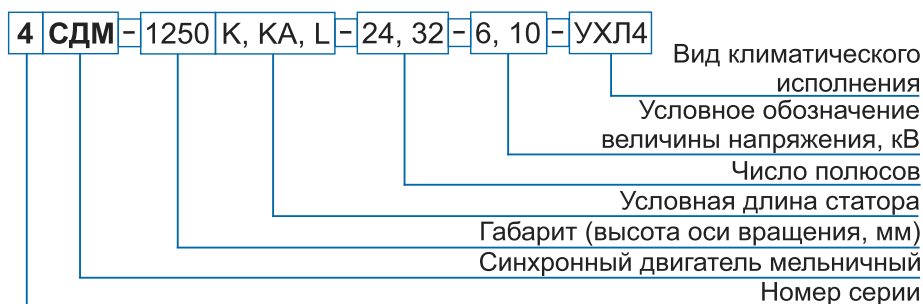 4 СДМ – 1250 К, КА, L – 24, 32 – 6, 10 – УХЛ4
Вид климатического
исполнения
Условное обозначение
величины напряжения, кВ
Число полюсов
Условная длина статора
Габарит (высота оси вращения, мм)
Синхронный двигатель мельничный
Номер серии